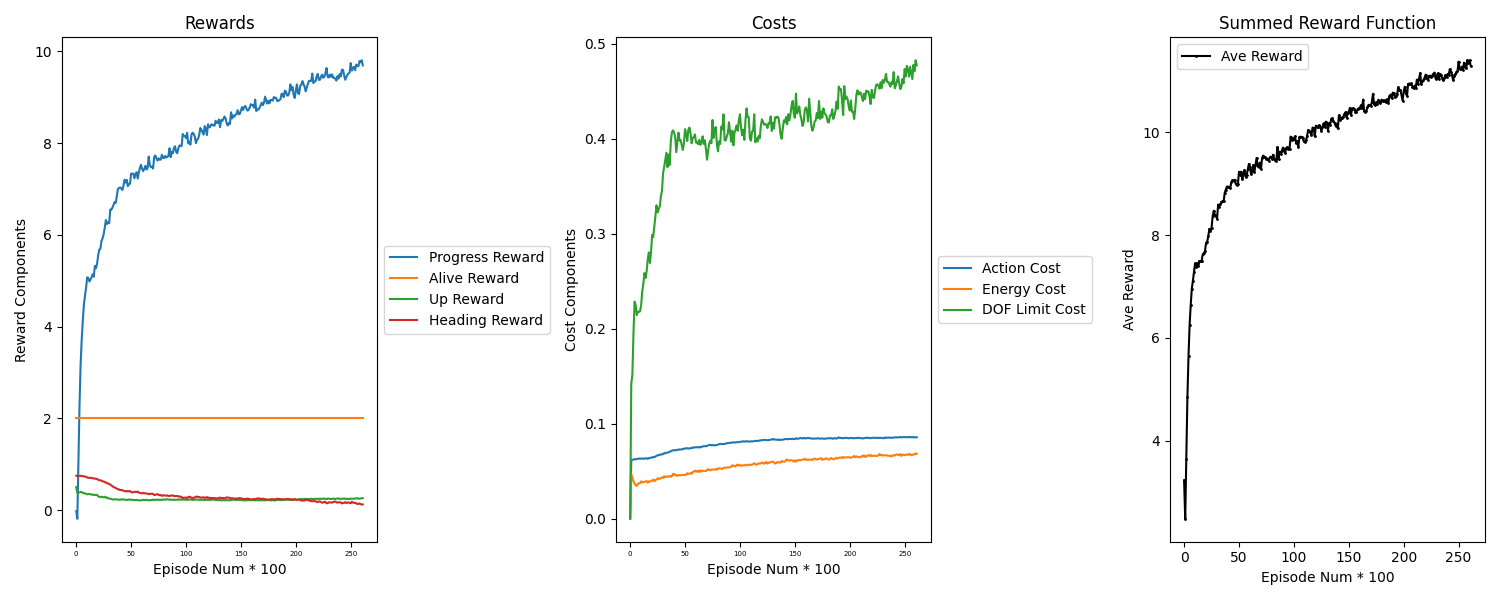 Rewards
Reward Components
10
8
6
4
2
0
0 50 100 150 200 250
Episode Num * 100
Progress Reward
Alive Reward
Up Reward
Heading Reward
Costs
Cost Components
0.5
0.4
0.3
0.2
0.1
0.0
0 50 100 150 200 250
Episode Num * 100
Action Cost
Energy Cost
DOF Limit Cost
Summed Reward Function
Ave Reward
Ave Reward
10
8
6
4
0 50 100 150 200 250
Episode Num * 100